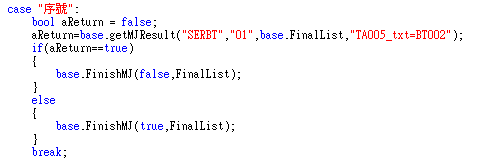 case "序號":
bool aReturn = false;
aReturn=base.getMJResult("SERBT","01",base.FinalList,"TA005_txt=BT002");
if(aReturn==true)
{
base.FinishMJ(false,FinalList);
}
else
{
base.FinishMJ(true,FinalList);
}
break;